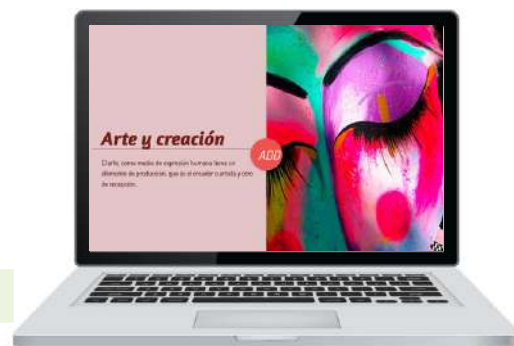 Arte y creación
El arte, como medio de expresión humana tiene un
elemento de producción, que es el creador o artista y otro
de recepción.
ADD